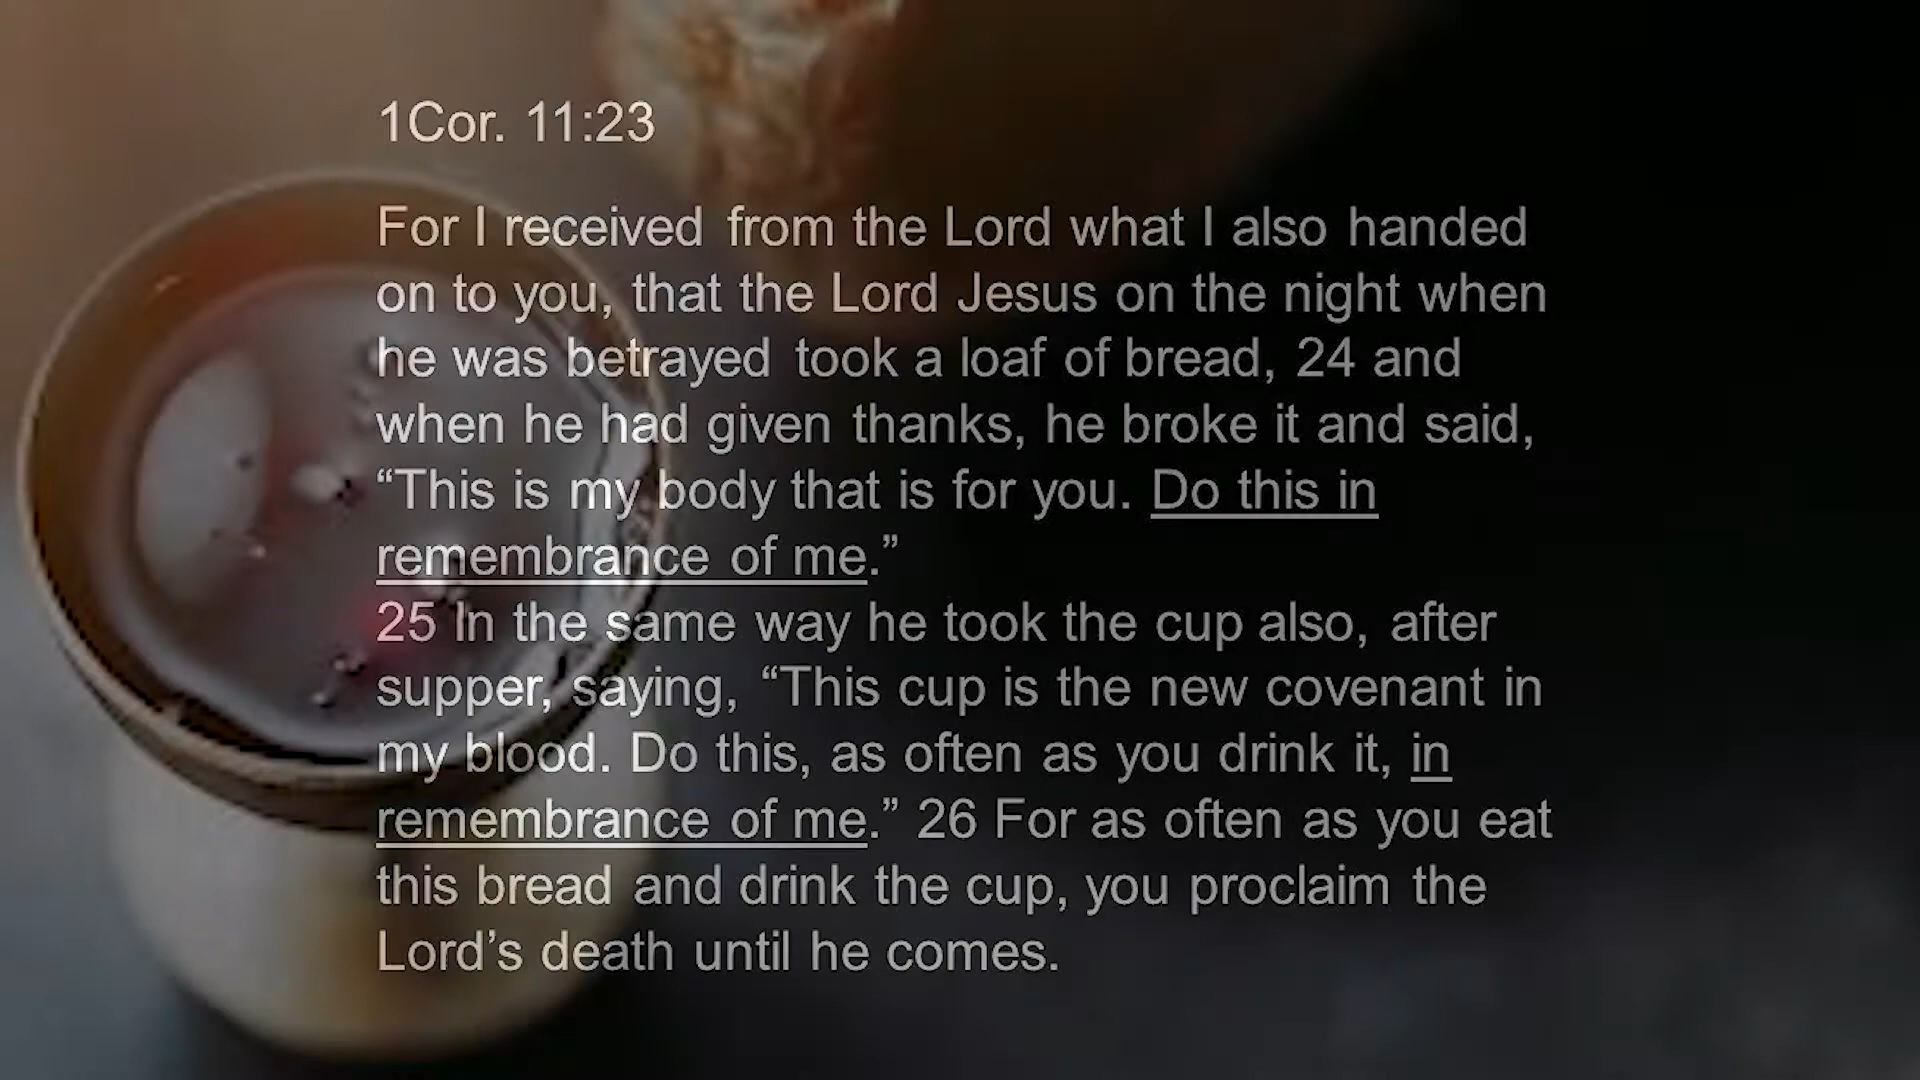 1Cor. 11:23
For I received from the Lord what I also handed
on to you, that the Lord Jesus on the night when
he was betrayed took a loaf of bread, 24 and
when he had given thanks, he broke it and said,
“This is my body that is for you. Do this in
remembrance of me.”
25 In the same way he took the cup also, after
supper, saying, “This cup is the new covenant in
my blood. Do this, as often as you drink it, in
remembrance of me.” 26 For as often as you eat
this bread and drink the cup, you proclaim the
Lord’s death until he comes.